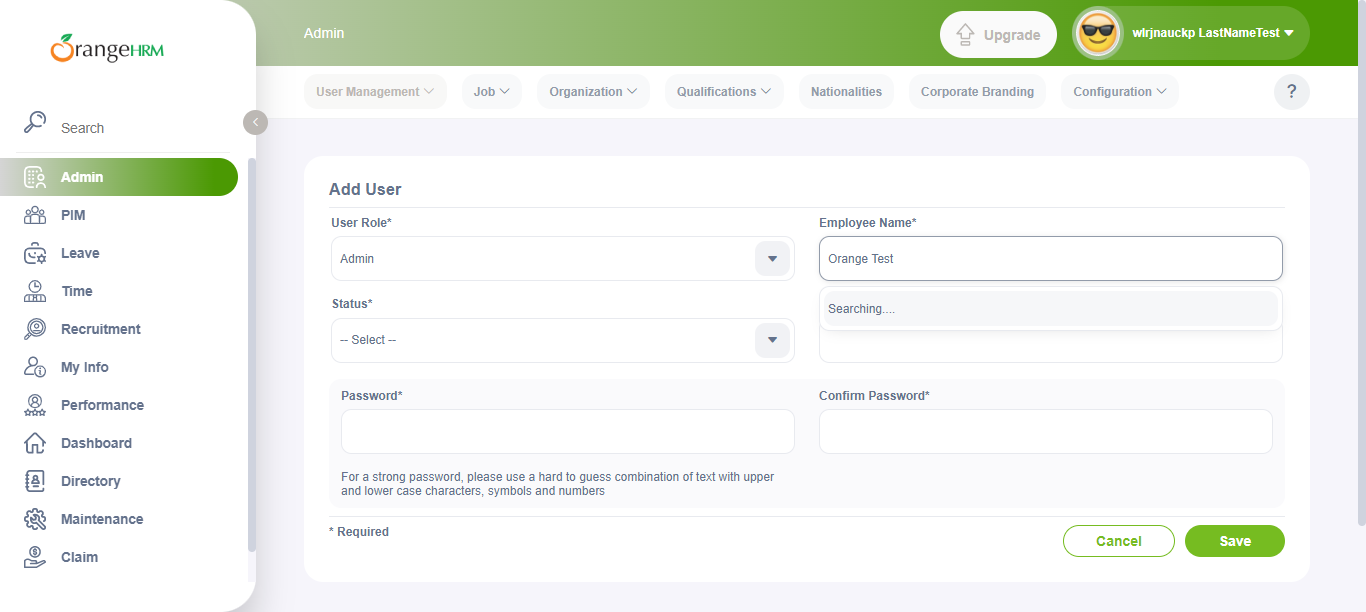 OrangeHRM
Search
Admin
PIM
Leave
Time
Recruitment
My Info
Performance
Dashboard
Directory
Maintenance
Claim
Admin
Upgrade
wlrjnauckp LastNameTest
User Management
Job
Organization
Qualifications
Nationalities
Corporate Branding
Configuration
?
Add User
User Role*
Admin
Employee Name*
Orange Test
Searching....
Status*
-- Select --
Password*
Confirm Password*
For a strong password, please use a hard to guess combination of text with upper
and lower case characters, symbols and numbers
* Required
Cancel
Save